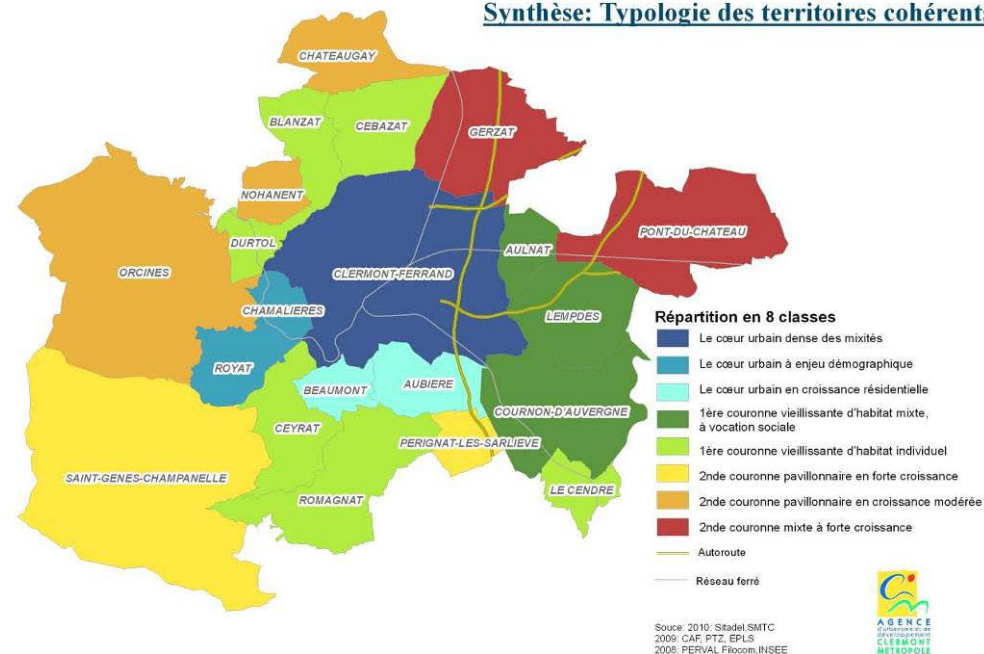 Synthèse: Typologie des territoires cohérents
CHATEAUGAY
BLANZAT
CEBAZAT
GERZAT
NOHANENT
DURTOL
PONT-DU-CHATEAU
AULNAT
ORCINES
CLERMONT-FERRAND
CHAMALIERES
LEMPDES
ROYAT
BEAUMONT
AUBIERE
COURNON-D'AUVERGNE
CEYRAT
PERIGNAT-LES-SARLIEVE
SAINT-GENES-CHAMPANELLE
ROMAGNAT
LE CENDRE
Répartition en 8 classes
Le cœur urbain dense des mixités
Le cœur urbain à enjeu démographique
Le cœur urbain en croissance résidentielle
1ère couronne vieillissante d'habitat mixte,
à vocation sociale
1ère couronne vieillissante d'habitat individuel
2nde couronne pavillonnaire en forte croissance
2nde couronne pavillonnaire en croissance modérée
2nde couronne mixte à forte croissance
Autoroute
Réseau ferré
Souce: 2010: Sitadel,SMTC
2009: CAF, PTZ, EPLS
2008: PERVAL Filocom,INSEE
AGENCE
d'urbanisme et de
développement
CLERMONT
METROPOLE